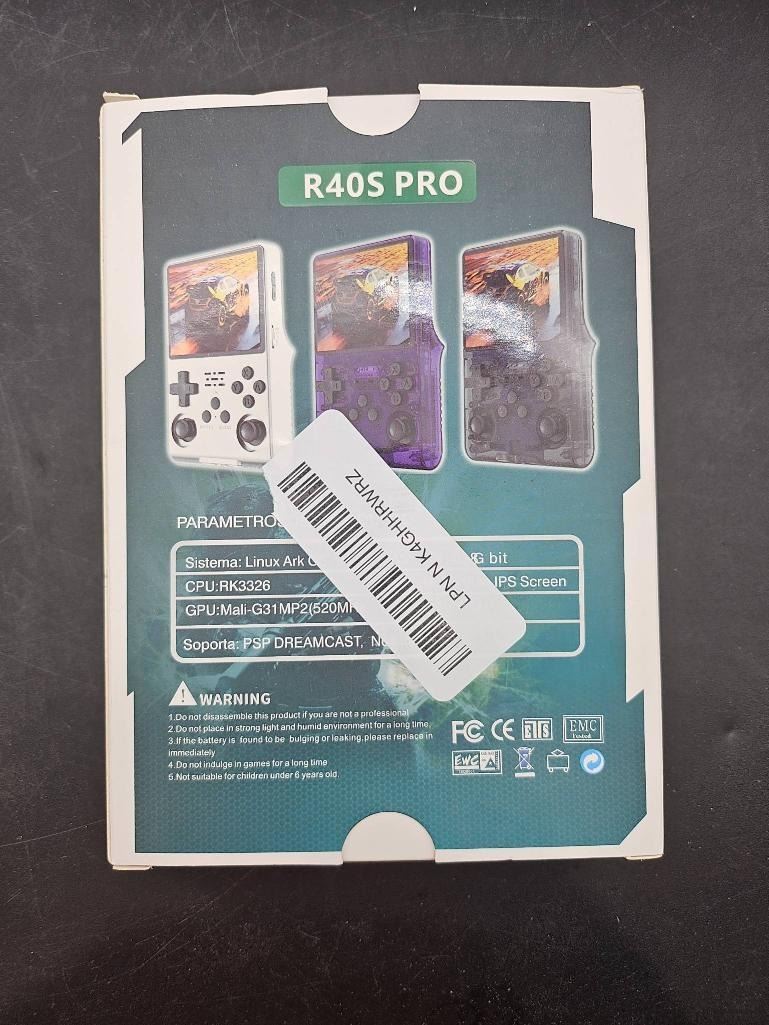 R40S PRO
PARAMETROS
LPN N K4GHHRWRZ
Sistema: Linux Ark
G bit
CPU:RK3326
IPS Screen
GPU:Mali-G31MP2(520M
Soporta: PSP DREAMCAST, N
WARNING
1.Do not disassemble this product if you are not a professional
2.Do not place in strong light and humid environment for a long time,
3.If the battery is found to be bulging or leaking,please replace in
immediately
4.Do not indulge in games for a long time
5.Not suitable for children under 6 years old.
FC CE ETS EMC
Tested
EWC